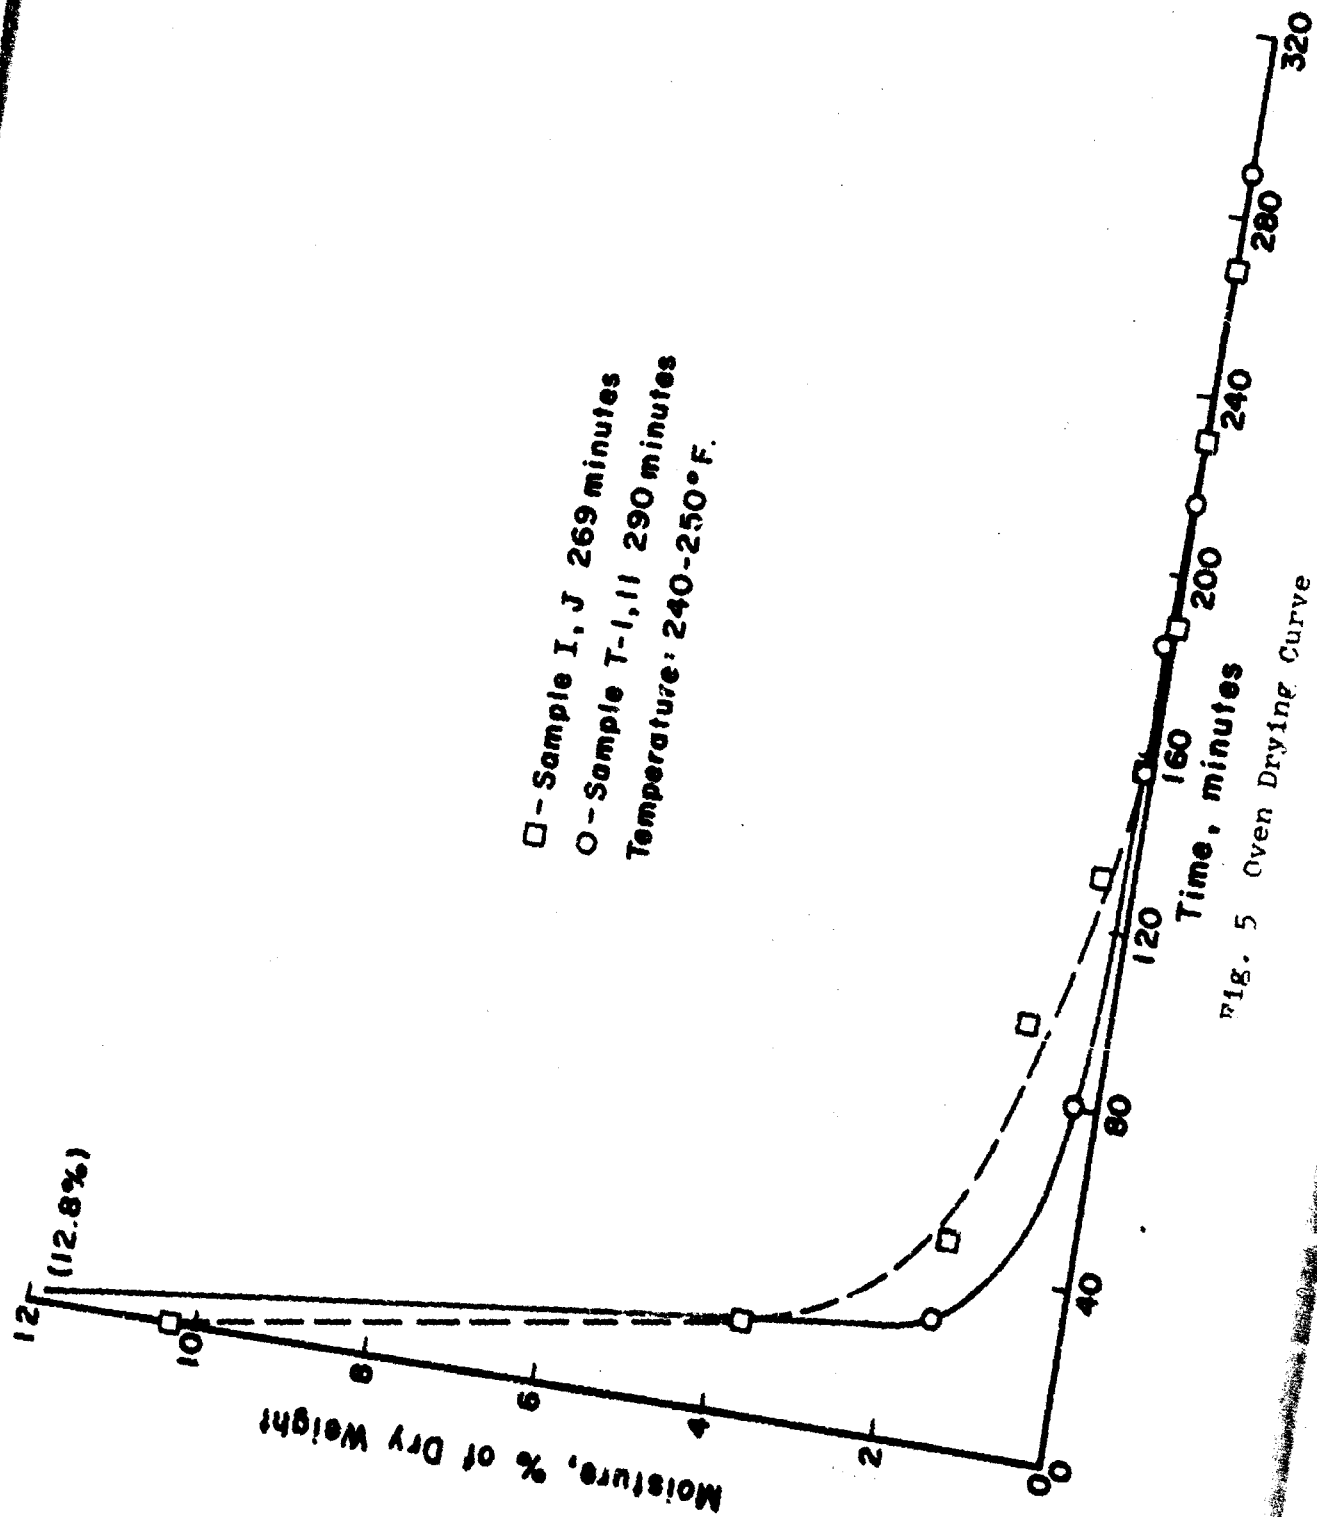 (12.8%)
12
10
8
6
4
2
0
Moisture, % of Dry Weight
□ - Sample I, J 269 minutes
○ - Sample T-1, 11 290 minutes
Temperature: 240-250°F.
0
40
80
120
160
200
240
280
320
Time, minutes
Fig. 5 Oven Drying Curve